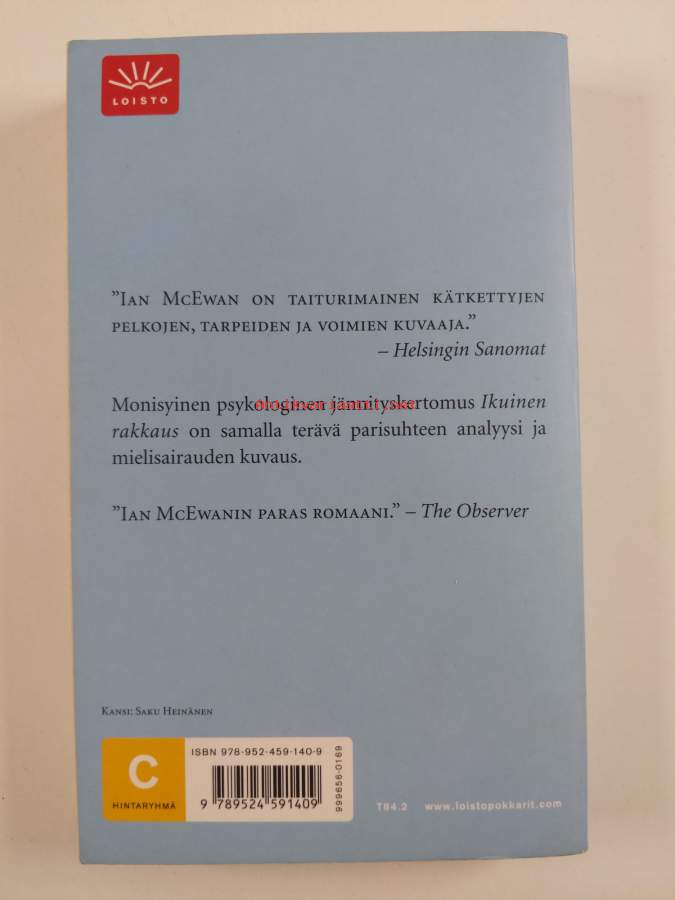 LOISTO
”Ian McEwan on taiturimainen kätkettyjen
pelkojen, tarpeiden ja voimien kuvaaja.”
– Helsingin Sanomat
Monisyinen psykologinen jännityskertomus Ikuinen
rakkaus on samalla terävä parisuhteen analyysi ja
mielisairauden kuvaus.
”Ian McEwanin paras romaani.” – The Observer
Kansi: Saku Heinänen
C
HINTARYHMÄ
ISBN 978-952-459-140-9
9 789524 591409
999656-0169
T84.2 www.loistopokkarit.com